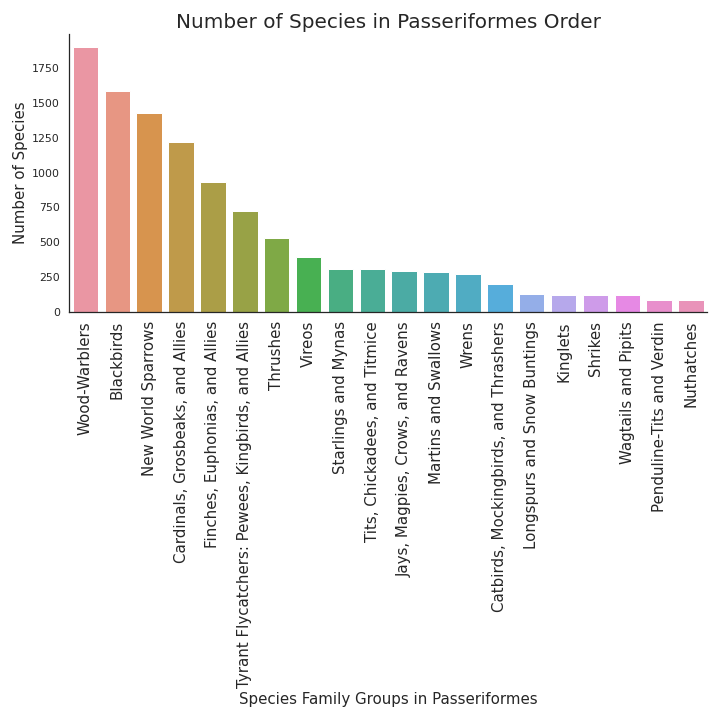 Number of Species in Passeriformes Order
Number of Species
1750
1500
1250
1000
750
500
250
0
Wood-Warblers
Blackbirds
New World Sparrows
Cardinals, Grosbeaks, and Allies
Finches, Euphonias, and Allies
Tyrant Flycatchers: Pewees, Kingbirds, and Allies
Thrushes
Vireos
Starlings and Mynas
Tits, Chickadees, and Titmice
Jays, Magpies, Crows, and Ravens
Martins and Swallows
Wrens
Catbirds, Mockingbirds, and Thrashers
Longspurs and Snow Buntings
Kinglets
Shrikes
Wagtails and Pipits
Penduline-Tits and Verdin
Nuthatches
Species Family Groups in Passeriformes